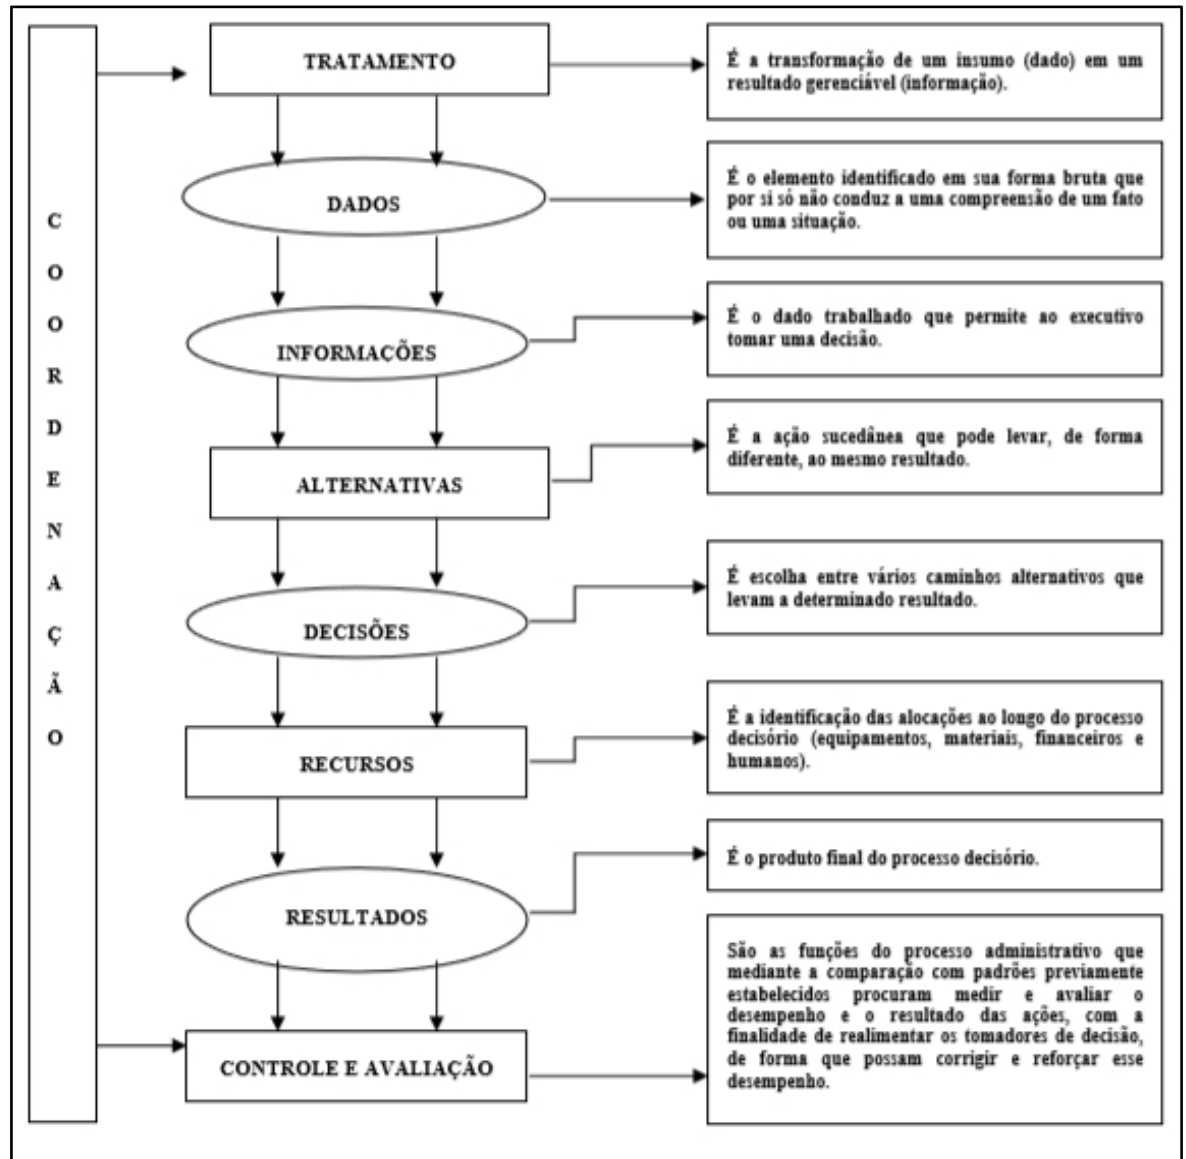 COORDENAÇÃO
TRATAMENTO
É a transformação de um insumo (dado) em um
resultado gerenciável (informação).
DADOS
É o elemento identificado em sua forma bruta que
por si só não conduz a uma compreensão de um fato
ou uma situação.
INFORMAÇÕES
É o dado trabalhado que permite ao executivo
tomar uma decisão.
ALTERNATIVAS
É a ação sucedânea que pode levar, de forma
diferente, ao mesmo resultado.
DECISÕES
É escolha entre vários caminhos alternativos que
levam a determinado resultado.
RECURSOS
É a identificação das alocações ao longo do processo
decisório (equipamentos, materiais, financeiros e
humanos).
RESULTADOS
É o produto final do processo decisório.
CONTROLE E AVALIAÇÃO
São as funções do processo administrativo que
mediante a comparação com padrões previamente
estabelecidos procuram medir e avaliar o
desempenho e o resultado das ações, com a
finalidade de realimentar os tomadores de decisão,
de forma que possam corrigir e reforçar esse
desempenho.